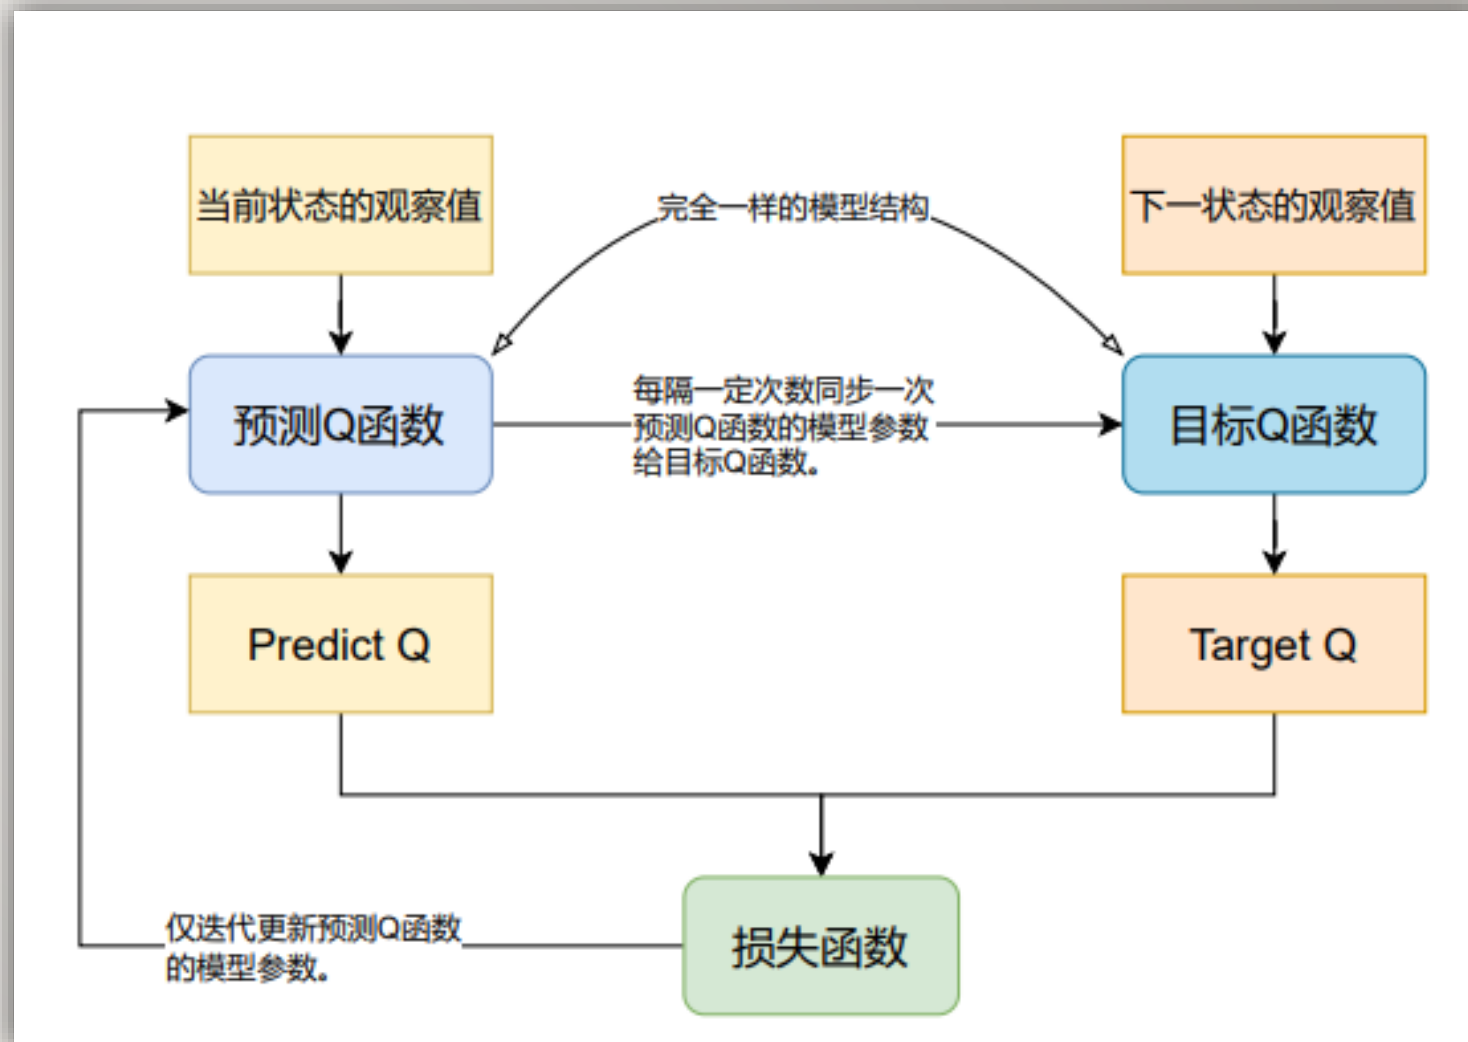 当前状态的观察值
完全一样的模型结构
下一状态的观察值
预测Q函数
每隔一定次数同步一次
预测Q函数的模型参数
给目标Q函数。
目标Q函数
Predict Q
Target Q
仅迭代更新预测Q函数
的模型参数。
损失函数